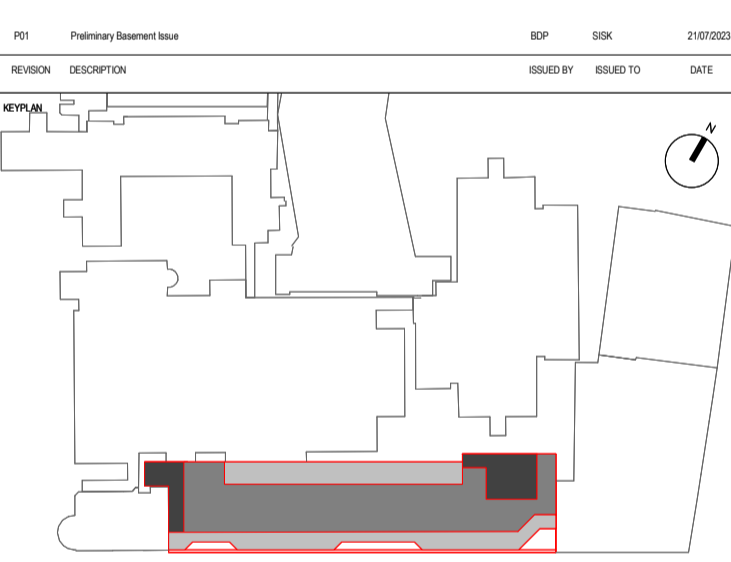 P01 Preliminary Basement Issue BDP SISK 21/07/2023
REVISION DESCRIPTION ISSUED BY ISSUED TO DATE
KEYPLAN
N